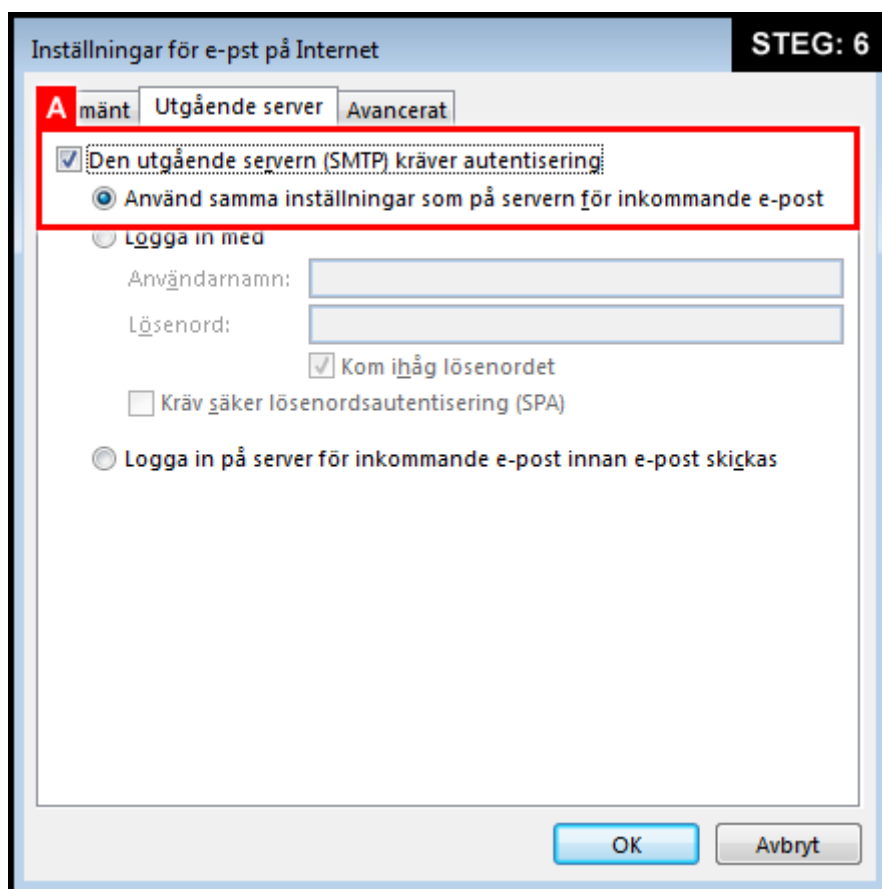 Inställningar för e-pst på Internet
STEG: 6
A mänt Utgående server Avancerat
Den utgående servern (SMTP) kräver autentisering
Använd samma inställningar som på servern för inkommande e-post
Logga in med
Användarnamn:
Lösenord:
Kom ihåg lösenordet
Kräv säker lösenordsautentisering (SPA)
Logga in på server för inkommande e-post innan e-post skickas
OK Avbryt